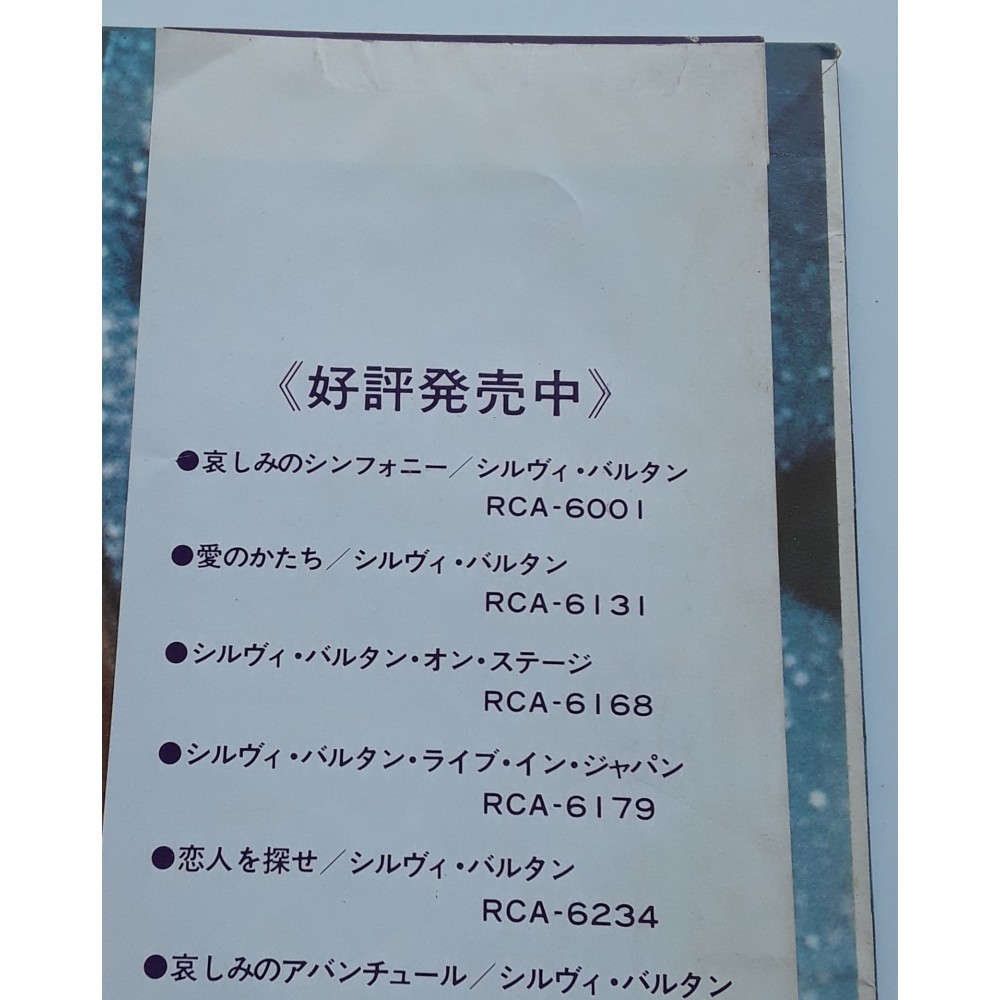 《好評発売中》
●哀しみのシンフォニー/シルヴィ・バルタン
RCA-6001
●愛のかたち/シルヴィ・バルタン
RCA-6131
●シルヴィ・バルタン・オン・ステージ
RCA-6168
●シルヴィ・バルタン・ライブ・イン・ジャパン
RCA-6179
●恋人を探せ/シルヴィ・バルタン
RCA-6234
●哀しみのアバンチュール/シルヴィ・バルタン